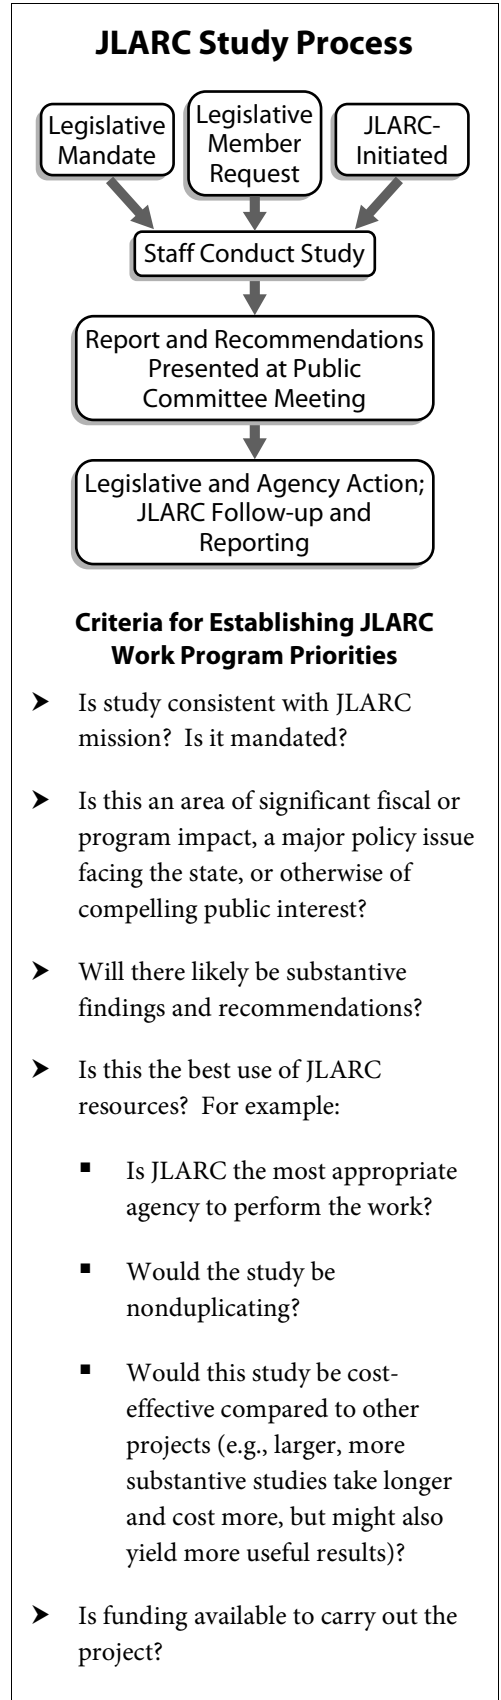 JLARC Study Process
Legislative
Mandate
Legislative
Member
Request
JLARC-
Initiated
Staff Conduct Study
Report and Recommendations
Presented at Public
Committee Meeting
Legislative and Agency Action;
JLARC Follow-up and
Reporting
Criteria for Establishing JLARC
Work Program Priorities
➤ Is study consistent with JLARC
mission? Is it mandated?
➤ Is this an area of significant fiscal or
program impact, a major policy issue
facing the state, or otherwise of
compelling public interest?
➤ Will there likely be substantive
findings and recommendations?
➤ Is this the best use of JLARC
resources? For example:
▪ Is JLARC the most appropriate
agency to perform the work?
▪ Would the study be
nonduplicating?
▪ Would this study be cost-
effective compared to other
projects (e.g., larger, more
substantive studies take longer
and cost more, but might also
yield more useful results)?
➤ Is funding available to carry out the
project?